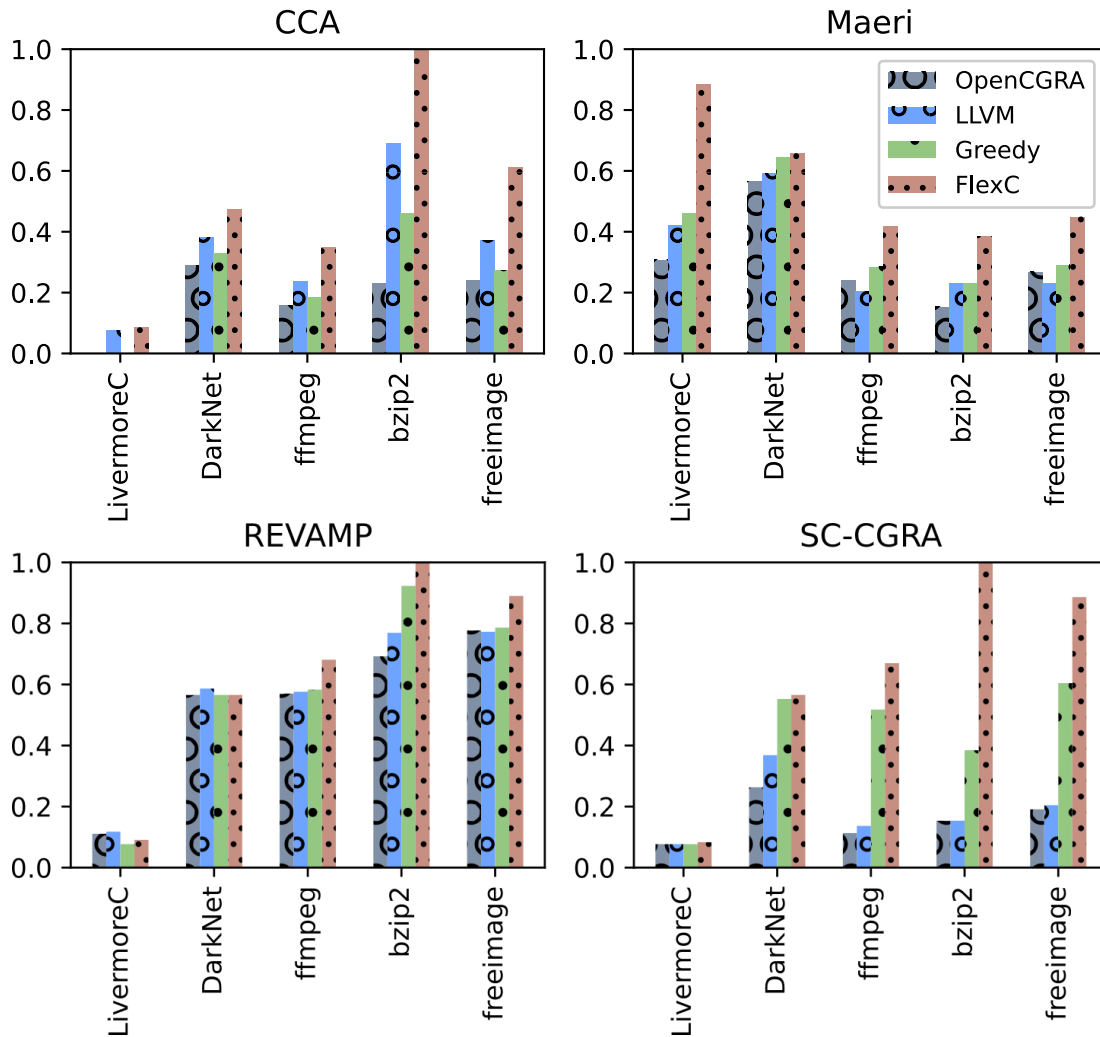 CCA
1.0
0.8
0.6
0.4
0.2
0.0
LivermoreC
DarkNet
ffmpeg
bzip2
freeimage
Maeri
1.0
0.8
0.6
0.4
0.2
0.0
OpenCGRA
LLVM
Greedy
FlexC
LivermoreC
DarkNet
ffmpeg
bzip2
freeimage
REVAMP
1.0
0.8
0.6
0.4
0.2
0.0
LivermoreC
DarkNet
ffmpeg
bzip2
freeimage
SC-CGRA
1.0
0.8
0.6
0.4
0.2
0.0
LivermoreC
DarkNet
ffmpeg
bzip2
freeimage